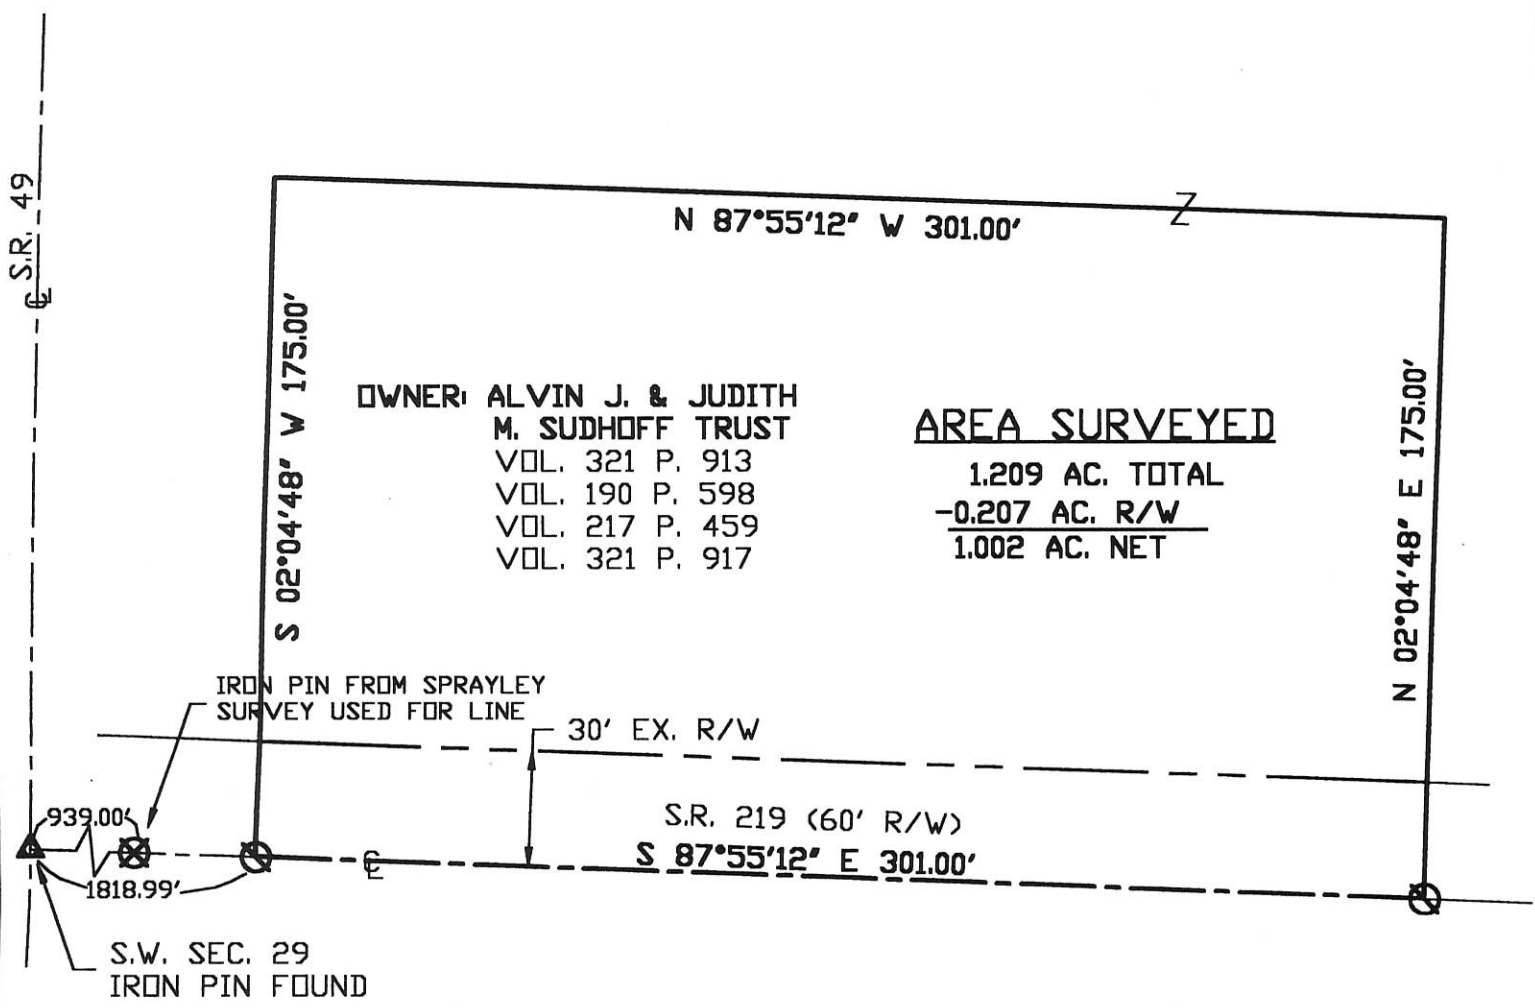 ℄ S.R. 49
N 87°55'12" W 301.00'
Z
S 02°04'48" W 175.00'
OWNER: ALVIN J. & JUDITH
M. SUDHOFF TRUST
VOL. 321 P. 913
VOL. 190 P. 598
VOL. 217 P. 459
VOL. 321 P. 917
AREA SURVEYED
1.209 AC. TOTAL
-0.207 AC. R/W
1.002 AC. NET
N 02°04'48" E 175.00'
IRON PIN FROM SPRAYLEY
SURVEY USED FOR LINE
30' EX. R/W
939.00'
S.R. 219 (60' R/W)
℄
S 87°55'12" E 301.00'
1818.99'
S.W. SEC. 29
IRON PIN FOUND